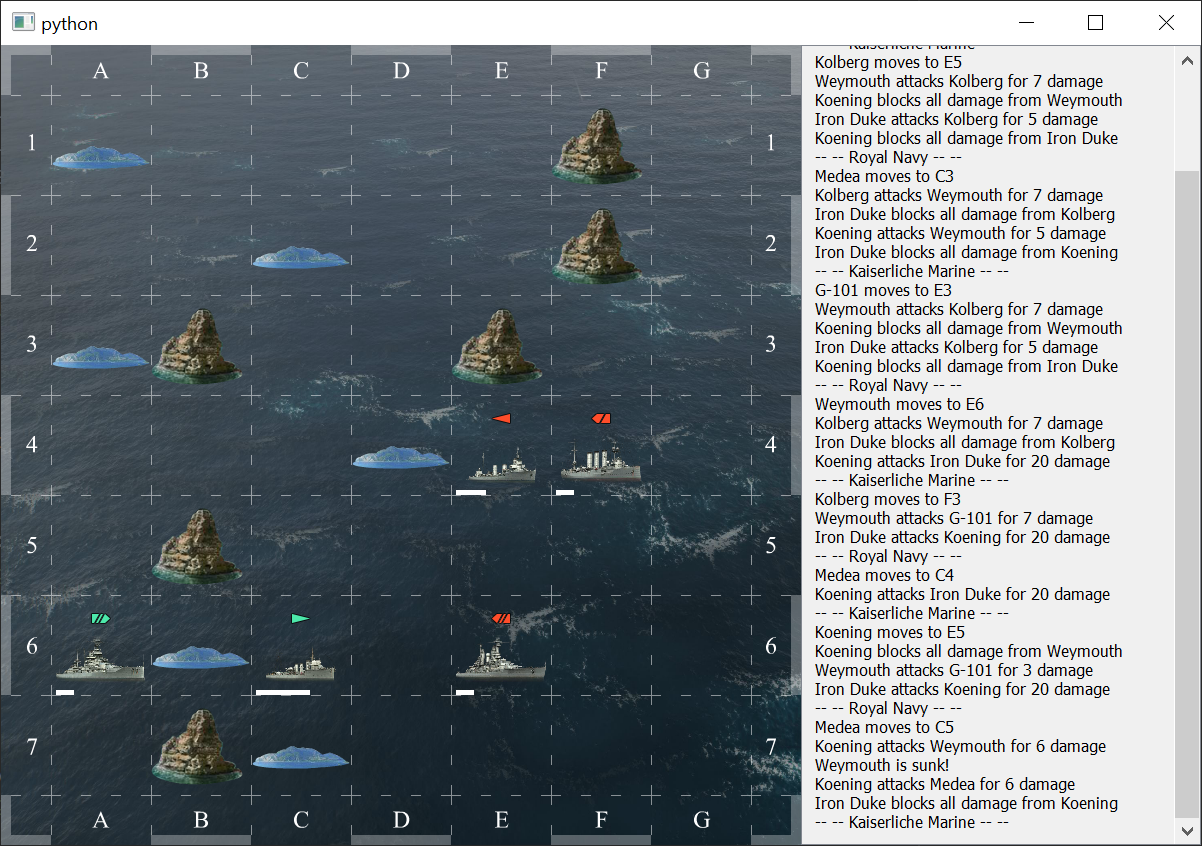 python
A B C D E F G
1 1
2 2
3 3
4 4
5 5
6 6
7 7
A B C D E F G
-- -- Kaiserliche Marine -- --
Kolberg moves to E5
Weymouth attacks Kolberg for 7 damage
Koening blocks all damage from Weymouth
Iron Duke attacks Kolberg for 5 damage
Koening blocks all damage from Iron Duke
-- -- Royal Navy -- --
Medea moves to C3
Kolberg attacks Weymouth for 7 damage
Iron Duke blocks all damage from Kolberg
Koening attacks Weymouth for 5 damage
Iron Duke blocks all damage from Koening
-- -- Kaiserliche Marine -- --
G-101 moves to E3
Weymouth attacks Kolberg for 7 damage
Koening blocks all damage from Weymouth
Iron Duke attacks Kolberg for 5 damage
Koening blocks all damage from Iron Duke
-- -- Royal Navy -- --
Weymouth moves to E6
Kolberg attacks Weymouth for 7 damage
Iron Duke blocks all damage from Kolberg
Koening attacks Iron Duke for 20 damage
-- -- Kaiserliche Marine -- --
Kolberg moves to F3
Weymouth attacks G-101 for 7 damage
Iron Duke attacks Koening for 20 damage
-- -- Royal Navy -- --
Medea moves to C4
Koening attacks Iron Duke for 20 damage
-- -- Kaiserliche Marine -- --
Koening moves to E5
Koening blocks all damage from Weymouth
Weymouth attacks G-101 for 3 damage
Iron Duke attacks Koening for 20 damage
-- -- Royal Navy -- --
Medea moves to C5
Koening attacks Weymouth for 6 damage
Weymouth is sunk!
Koening attacks Medea for 6 damage
Iron Duke blocks all damage from Koening
-- -- Kaiserliche Marine -- --